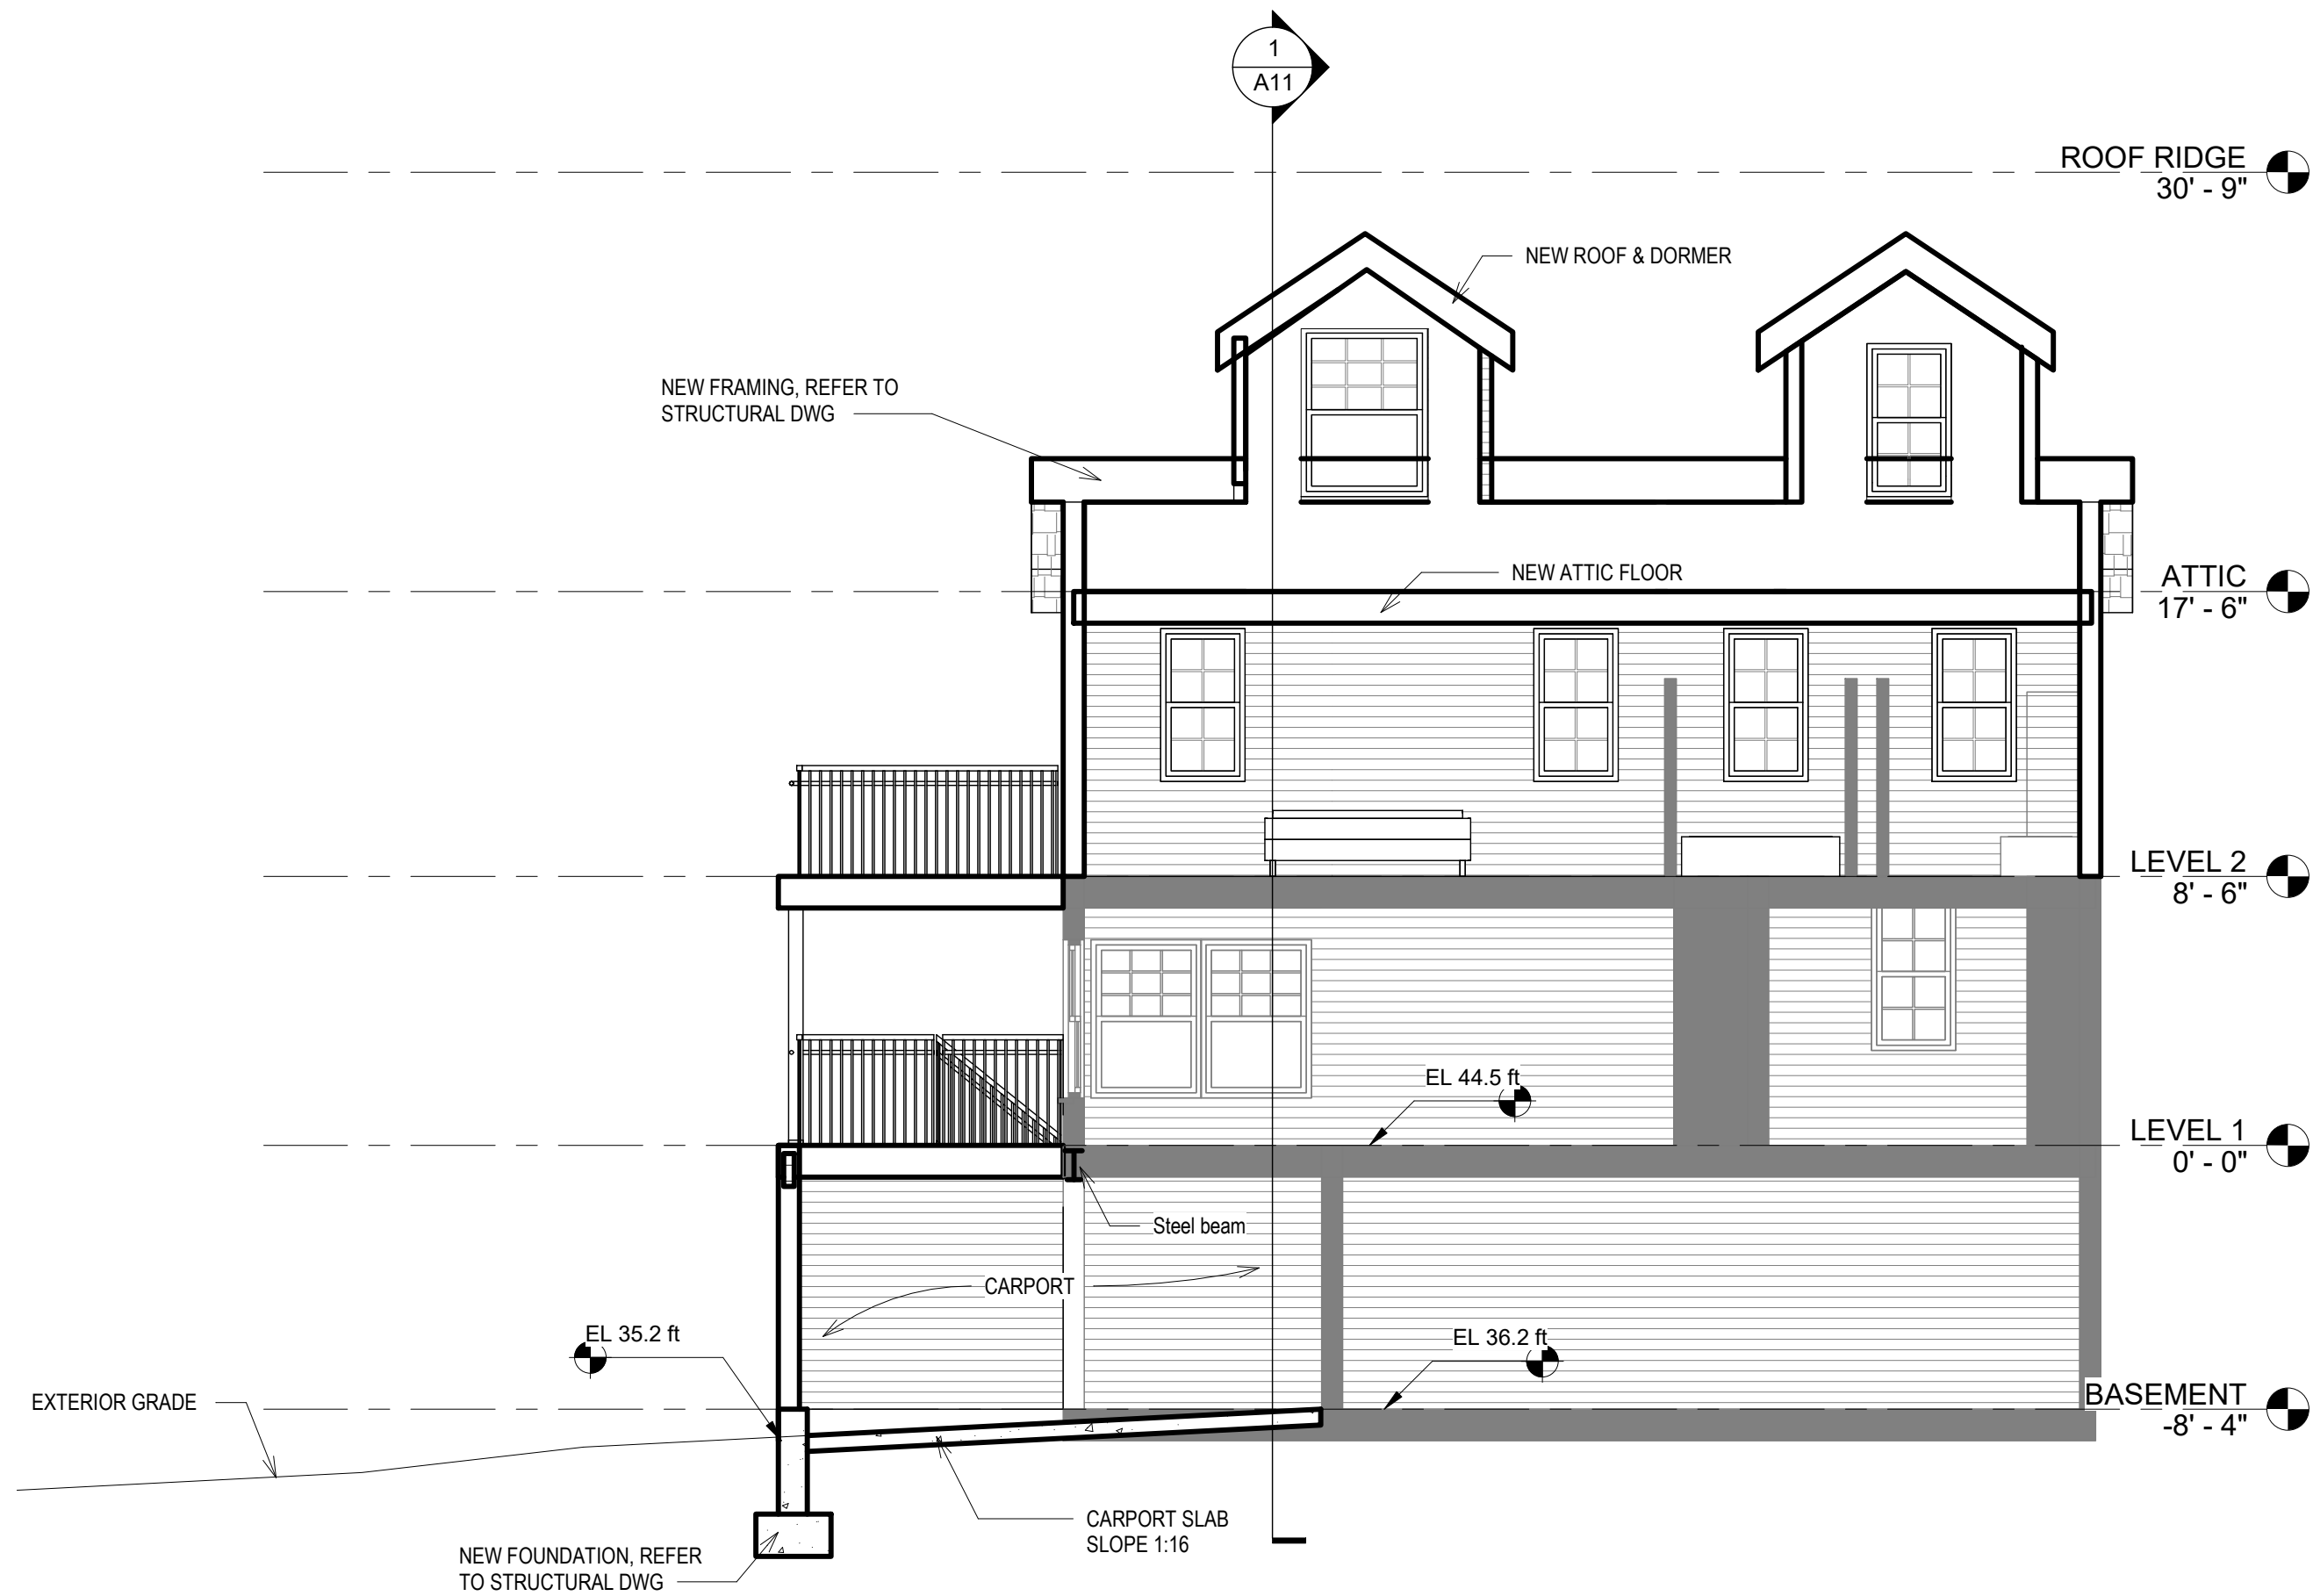 1
A11
ROOF RIDGE
30' - 9"
NEW ROOF & DORMER
NEW FRAMING, REFER TO
STRUCTURAL DWG
NEW ATTIC FLOOR
ATTIC
17' - 6"
LEVEL 2
8' - 6"
EL 44.5 ft
LEVEL 1
0' - 0"
Steel beam
CARPORT
EL 35.2 ft
EL 36.2 ft
EXTERIOR GRADE
BASEMENT
-8' - 4"
CARPORT SLAB
SLOPE 1:16
NEW FOUNDATION, REFER
TO STRUCTURAL DWG